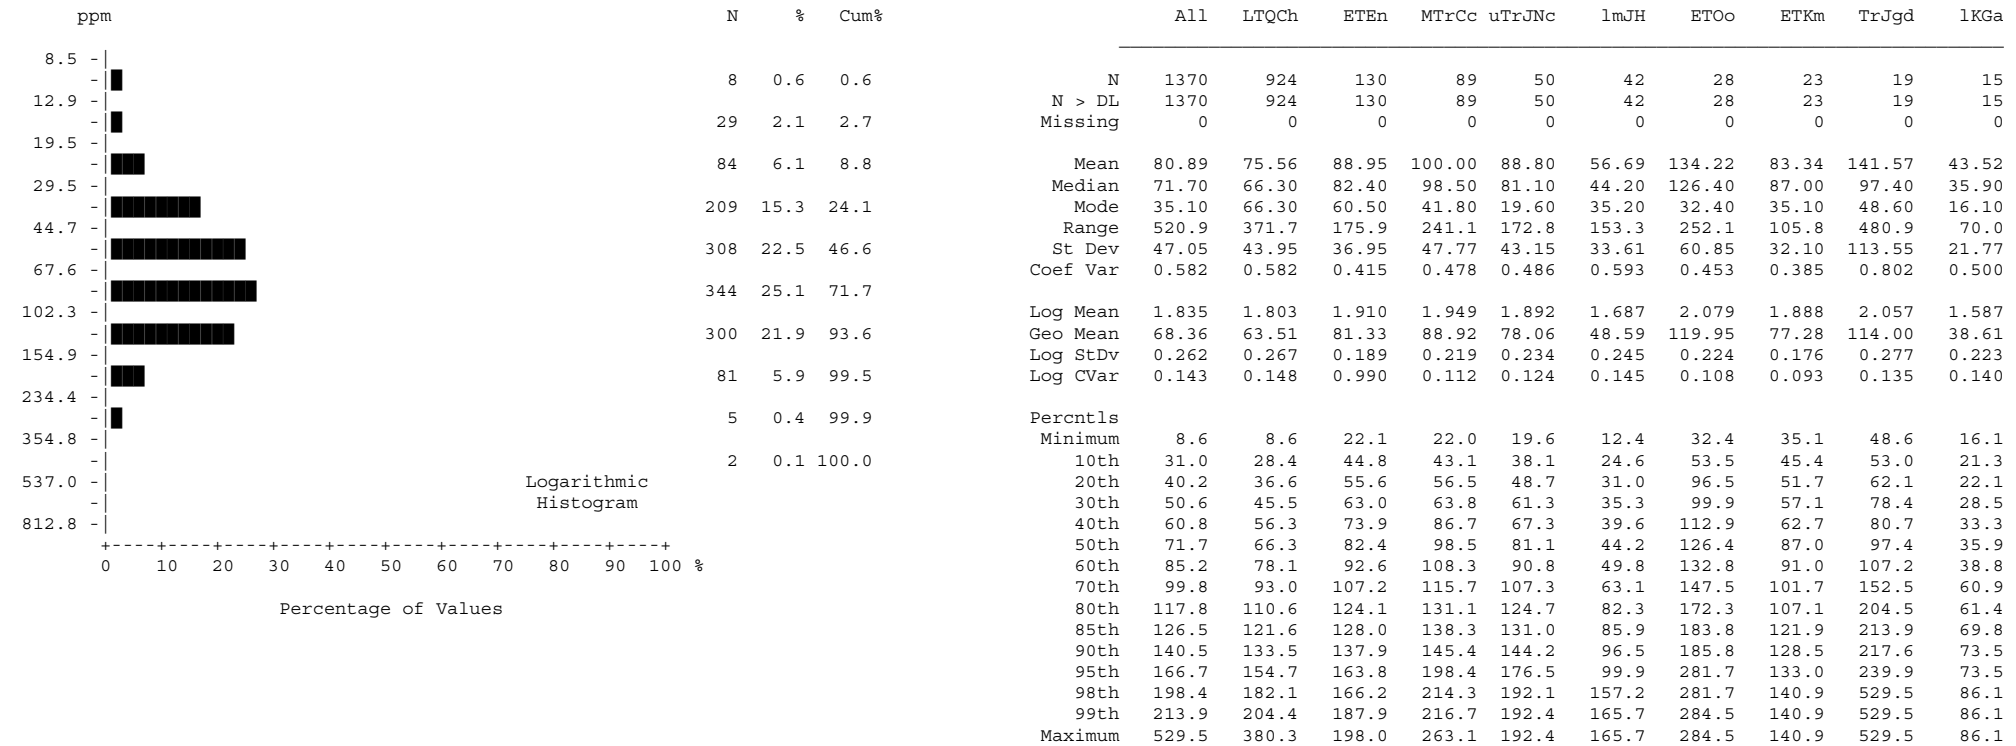 ppm N % Cum% All LTQCh ETEn MTrCc uTrJNc lmJH ETOo ETKm TrJgd lKGa
8.5 -|
-| 8 0.6 0.6 N 1370 924 130 89 50 42 28 23 19 15
12.9 -| N > DL 1370 924 130 89 50 42 28 23 19 15
-| 29 2.1 2.7 Missing 0 0 0 0 0 0 0 0 0 0
19.5 -|
-| 84 6.1 8.8 Mean 80.89 75.56 88.95 100.00 88.80 56.69 134.22 83.34 141.57 43.52
29.5 -| Median 71.70 66.30 82.40 98.50 81.10 44.20 126.40 87.00 97.40 35.90
-| 209 15.3 24.1 Mode 35.10 66.30 60.50 41.80 19.60 35.20 32.40 35.10 48.60 16.10
44.7 -| Range 520.9 371.7 175.9 241.1 172.8 153.3 252.1 105.8 480.9 70.0
-| 308 22.5 46.6 St Dev 47.05 43.95 36.95 47.77 43.15 33.61 60.85 32.10 113.55 21.77
67.6 -| Coef Var 0.582 0.582 0.415 0.478 0.486 0.593 0.453 0.385 0.802 0.500
-| 344 25.1 71.7
102.3 -| Log Mean 1.835 1.803 1.910 1.949 1.892 1.687 2.079 1.888 2.057 1.587
-| 300 21.9 93.6 Geo Mean 68.36 63.51 81.33 88.92 78.06 48.59 119.95 77.28 114.00 38.61
154.9 -| Log StDv 0.262 0.267 0.189 0.219 0.234 0.245 0.224 0.176 0.277 0.223
-| 81 5.9 99.5 Log CVar 0.143 0.148 0.990 0.112 0.124 0.145 0.108 0.093 0.135 0.140
234.4 -|
-| 5 0.4 99.9 Percntls
354.8 -| Minimum 8.6 8.6 22.1 22.0 19.6 12.4 32.4 35.1 48.6 16.1
-| 2 0.1 100.0 10th 31.0 28.4 44.8 43.1 38.1 24.6 53.5 45.4 53.0 21.3
537.0 -| Logarithmic 20th 40.2 36.6 55.6 56.5 48.7 31.0 96.5 51.7 62.1 22.1
-| Histogram 30th 50.6 45.5 63.0 63.8 61.3 35.3 99.9 57.1 78.4 28.5
812.8 -| 40th 60.8 56.3 73.9 86.7 67.3 39.6 112.9 62.7 80.7 33.3
+----+----+----+----+----+----+----+----+----+----+ 50th 71.7 66.3 82.4 98.5 81.1 44.2 126.4 87.0 97.4 35.9
0 10 20 30 40 50 60 70 80 90 100 % 60th 85.2 78.1 92.6 108.3 90.8 49.8 132.8 91.0 107.2 38.8
70th 99.8 93.0 107.2 115.7 107.3 63.1 147.5 101.7 152.5 60.9
Percentage of Values 80th 117.8 110.6 124.1 131.1 124.7 82.3 172.3 107.1 204.5 61.4
85th 126.5 121.6 128.0 138.3 131.0 85.9 183.8 121.9 213.9 69.8
90th 140.5 133.5 137.9 145.4 144.2 96.5 185.8 128.5 217.6 73.5
95th 166.7 154.7 163.8 198.4 176.5 99.9 281.7 133.0 239.9 73.5
98th 198.4 182.1 166.2 214.3 192.1 157.2 281.7 140.9 529.5 86.1
99th 213.9 204.4 187.9 216.7 192.4 165.7 284.5 140.9 529.5 86.1
Maximum 529.5 380.3 198.0 263.1 192.4 165.7 284.5 140.9 529.5 86.1